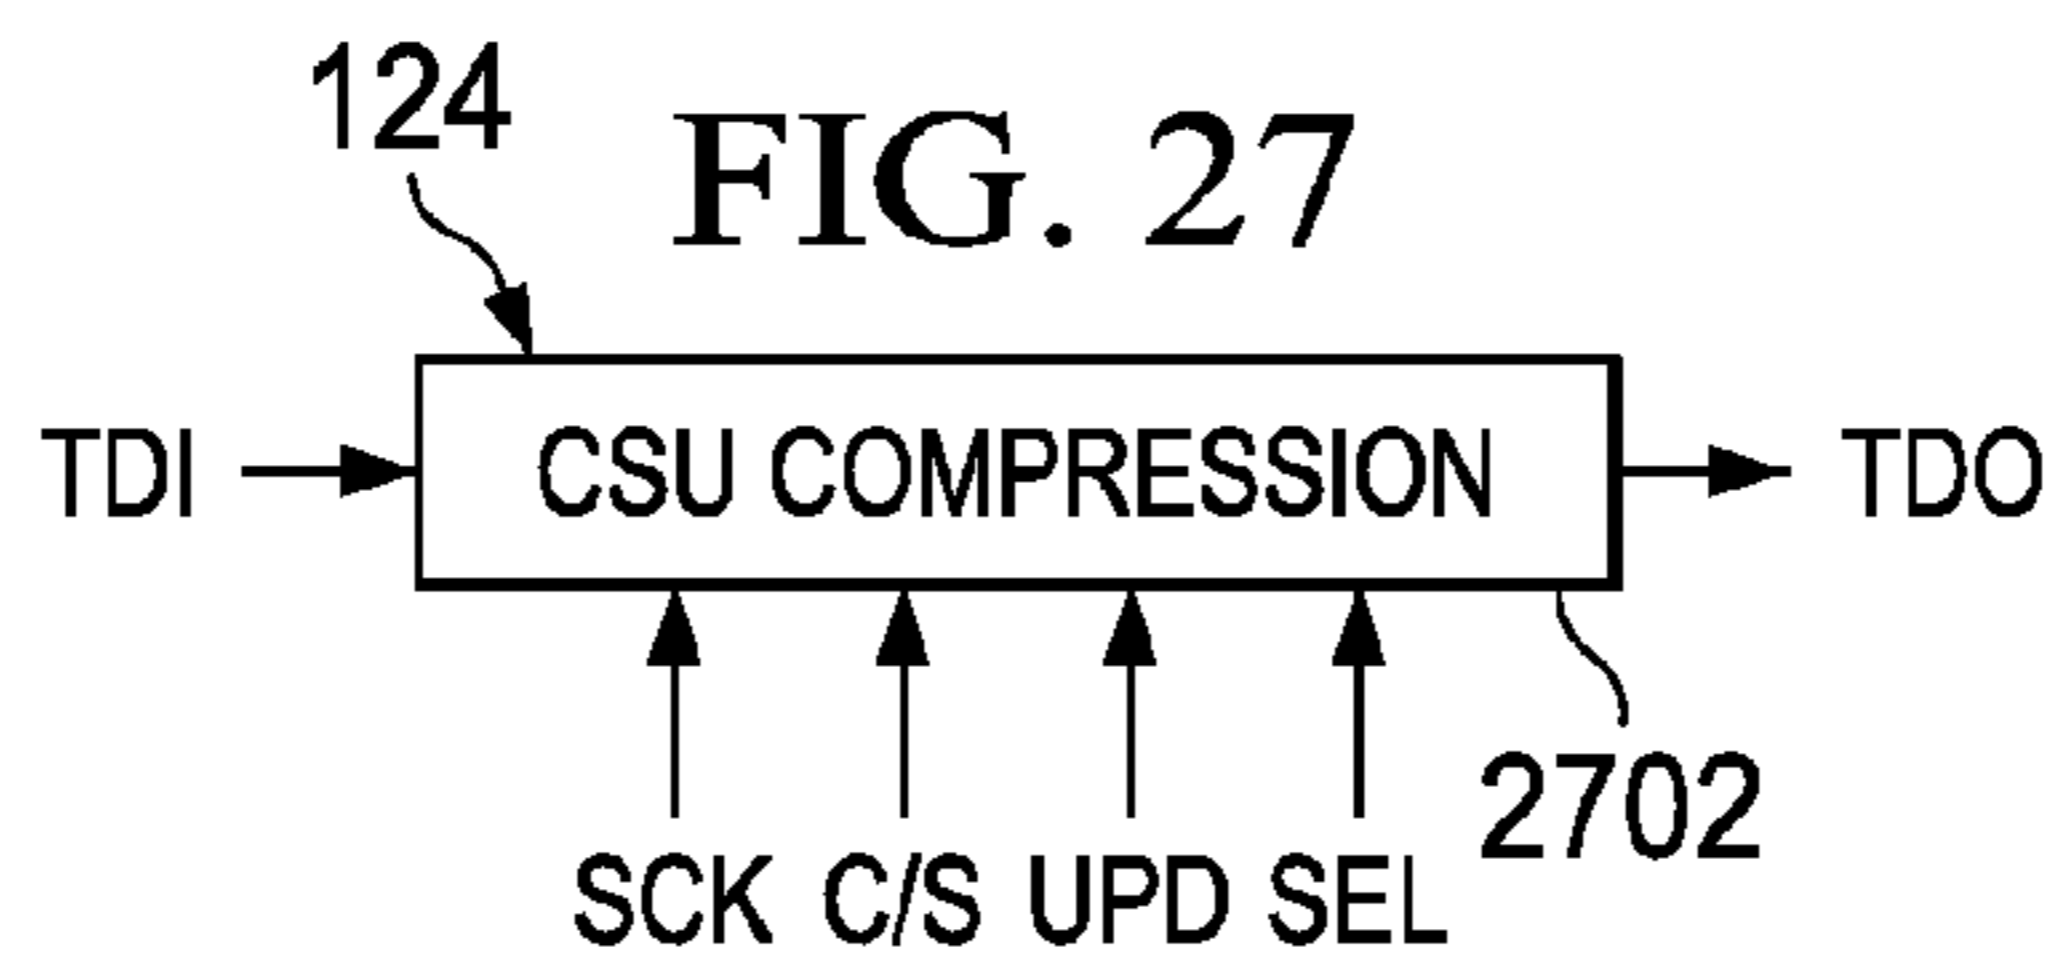 124
FIG. 27
TDI CSU COMPRESSION TDO
2702
SCK C/S UPD SEL